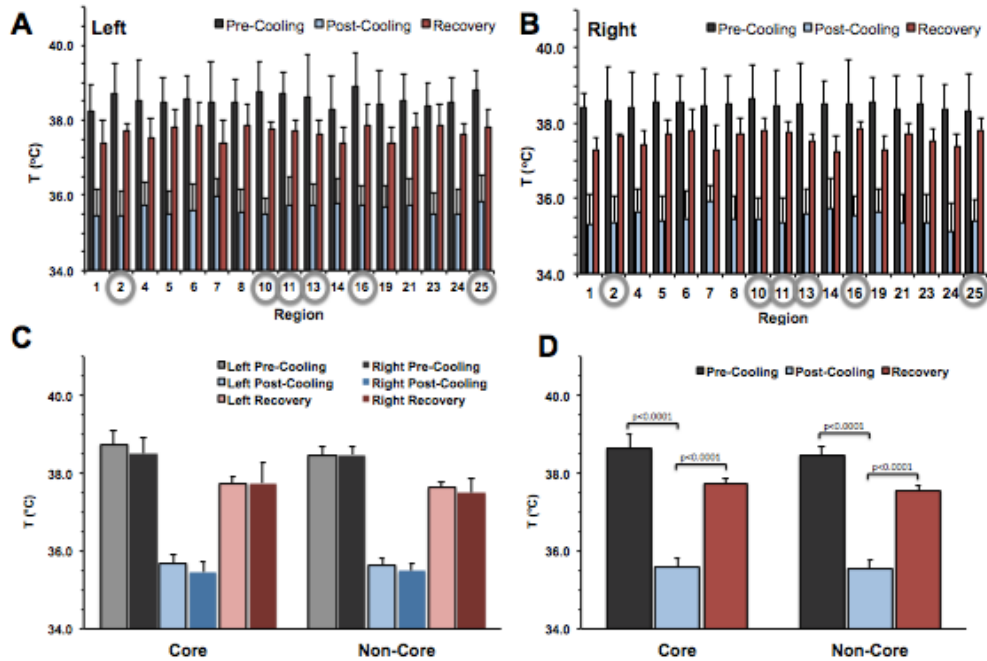 A
Left
Pre-Cooling Post-Cooling Recovery
40.0
38.0
36.0
34.0
T (°C)
1 2 4 5 6 7 8 10 11 13 14 16 19 21 23 24 25
Region
B
Right
Pre-Cooling Post-Cooling Recovery
40.0
38.0
36.0
34.0
T (°C)
1 2 4 5 6 7 8 10 11 13 14 16 19 21 23 24 25
Region
C
Left Pre-Cooling Right Pre-Cooling
Left Post-Cooling Right Post-Cooling
Left Recovery Right Recovery
40.0
38.0
36.0
34.0
T (°C)
Core Non-Core
D
Pre-Cooling Post-Cooling Recovery
40.0
38.0
36.0
34.0
T (°C)
p<0.0001
p<0.0001
p<0.0001
p<0.0001
Core Non-Core